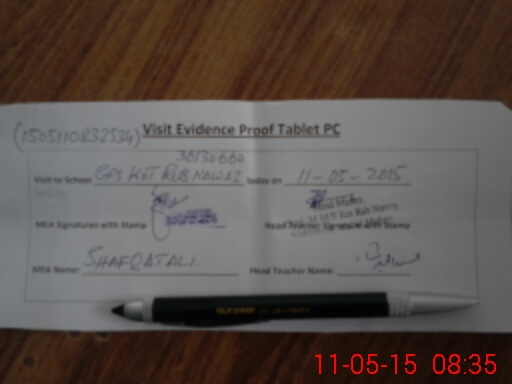 (1505110832534) Visit Evidence Proof Tablet PC
Visit to School GPS KOT RUB NAWAZ today on 11-05-2015
MEA Signatures with Stamp Head Teacher Signature with Stamp
MEA Name: SHAFQAT ALI. Head Teacher Name:
11-05-15 08:35